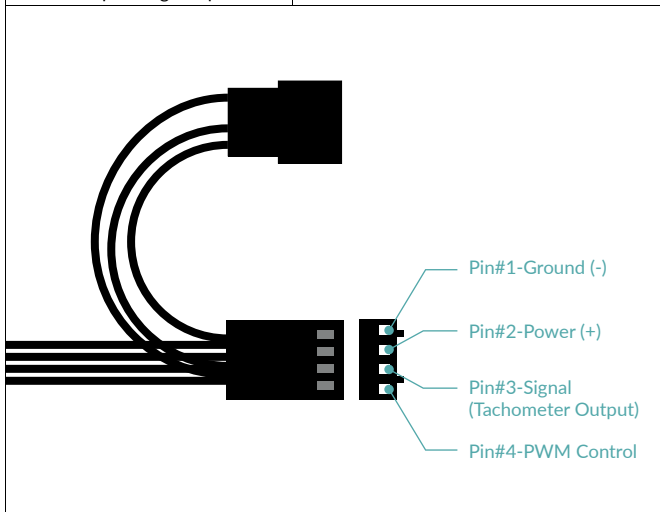 Pin#1-Ground (-)
Pin#2-Power (+)
Pin#3-Signal
(Tachometer Output)
Pin#4-PWM Control